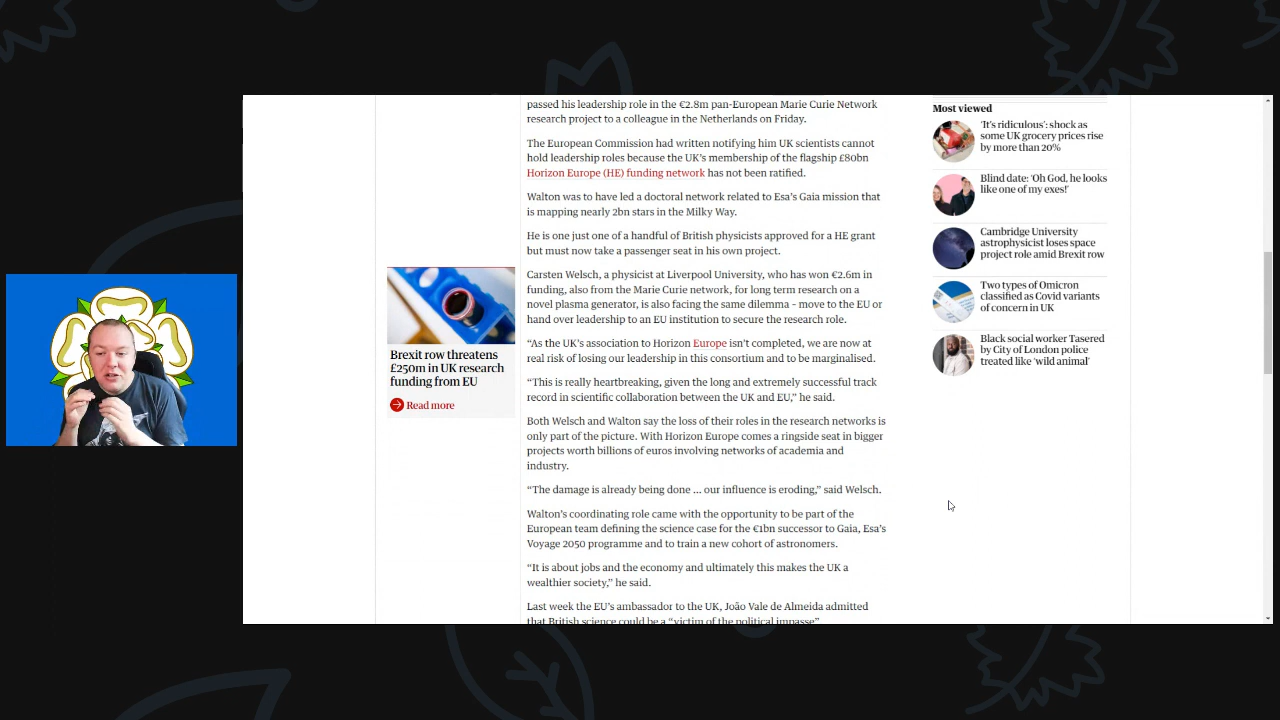 passed his leadership role in the €2.8m pan-European Marie Curie Network
research project to a colleague in the Netherlands on Friday.
The European Commission had written notifying him UK scientists cannot
hold leadership roles because the UK's membership of the flagship £80bn
Horizon Europe (HE) funding network has not been ratified.
Walton was to have led a doctoral network related to Esa's Gaia mission that
is mapping nearly 2bn stars in the Milky Way.
He is one just one of a handful of British physicists approved for a HE grant
but must now take a passenger seat in his own project.
Carsten Welsch, a physicist at Liverpool University, who has won €2.6m in
funding, also from the Marie Curie network, for long term research on a
novel plasma generator, is also facing the same dilemma – move to the EU or
hand over leadership to an EU institution to secure the research role.
“As the UK's association to Horizon Europe isn't completed, we are now at
real risk of losing our leadership in this consortium and to be marginalised.
“This is really heartbreaking, given the long and extremely successful track
record in scientific collaboration between the UK and EU,” he said.
Both Welsch and Walton say the loss of their roles in the research networks is
only part of the picture. With Horizon Europe comes a ringside seat in bigger
projects worth billions of euros involving networks of academia and
industry.
“The damage is already being done ... our influence is eroding,” said Welsch.
Walton's coordinating role came with the opportunity to be part of the
European team defining the science case for the €1bn successor to Gaia, Esa's
Voyage 2050 programme and to train a new cohort of astronomers.
“It is about jobs and the economy and ultimately this makes the UK a
wealthier society,” he said.
Last week the EU's ambassador to the UK, João Vale de Almeida admitted
that British science could be a “victim of the political impasse”
Brexit row threatens
£250m in UK research
funding from EU
Read more
Most viewed
'It's ridiculous': shock as
some UK grocery prices rise
by more than 20%
Blind date: 'Oh God, he looks
like one of my exes!'
Cambridge University
astrophysicist loses space
project role amid Brexit row
Two types of Omicron
classified as Covid variants
of concern in UK
Black social worker Tasered
by City of London police
treated like 'wild animal'